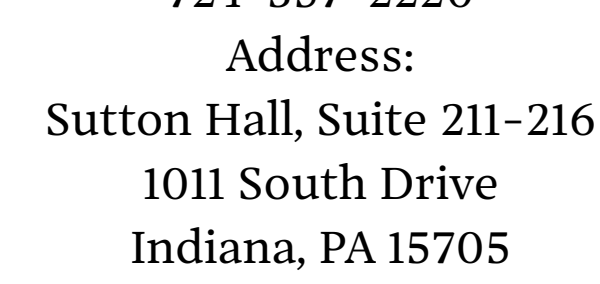 Address:
Sutton Hall, Suite 211-216
1011 South Drive
Indiana, PA 15705